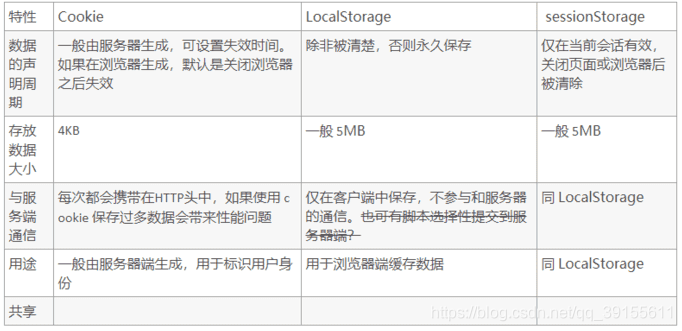 特性 Cookie LocalStorage sessionStorage
数据的声明周期
一般由服务器生成，可设置失效时间。
如果在浏览器生成，默认是关闭浏览器
之后失效
除非被清楚，否则永久保存
仅在当前会话有效，
关闭页面或浏览器后
被清除
存放
数据
大小
4KB
一般 5MB
一般 5MB
与服
务端
通信
每次都会携带在HTTP头中，如果使用 c
ookie 保存过多数据会带来性能问题
仅在客户端中保存，不参与和服务器
的通信。也可有脚本选择性提交到服
务器端？
同 LocalStorage
用途
一般由服务器端生成，用于标识用户身
份
用于浏览器端缓存数据
同 LocalStorage
共享
https://blog.csdn.net/qq_39155611